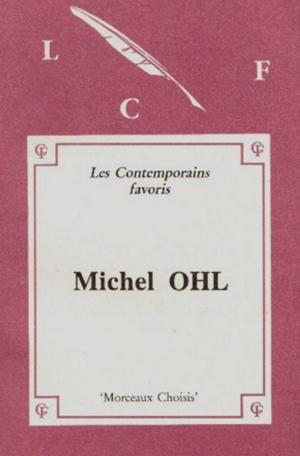 L
F
C
Les Contemporains
favoris
Michel OHL
'Morceaux Choisis'